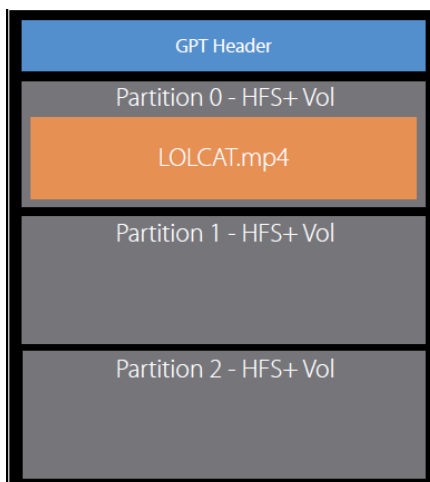 GPT Header
Partition 0 - HFS+ Vol
LOLCAT.mp4
Partition 1 - HFS+ Vol
Partition 2 - HFS+ Vol